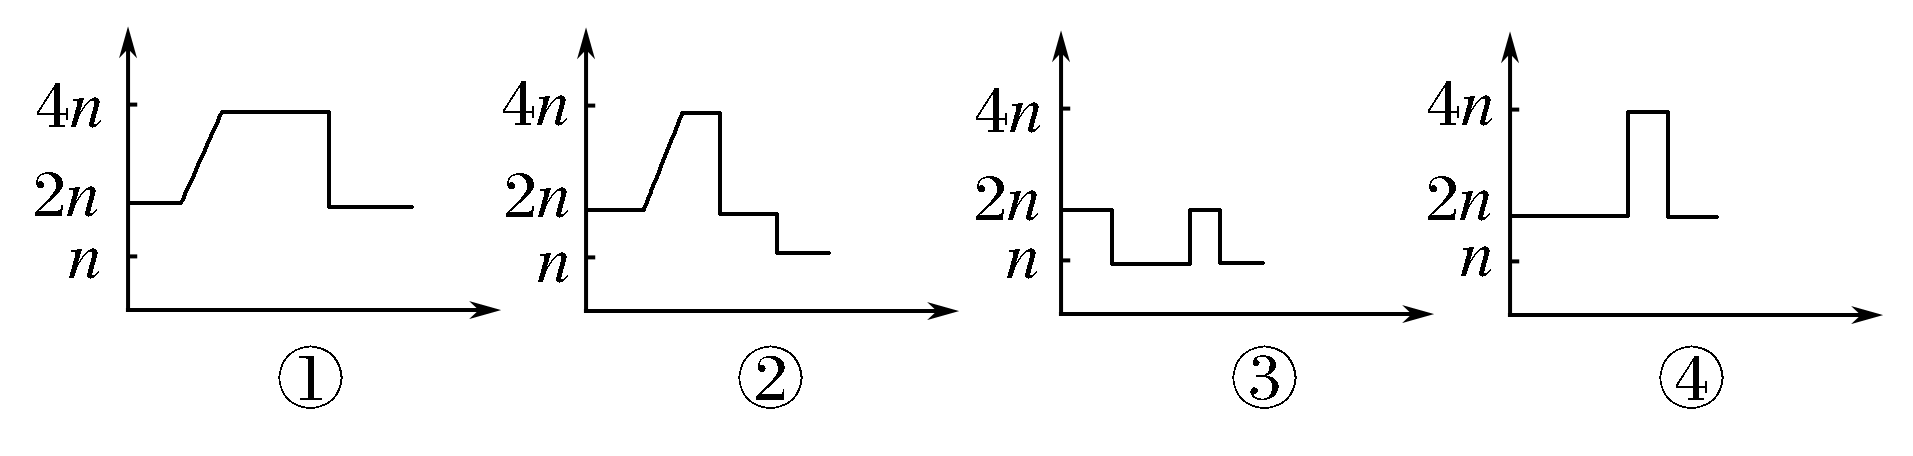 4n 4n 4n 4n
2n 2n 2n 2n
n n n n
① ② ③ ④